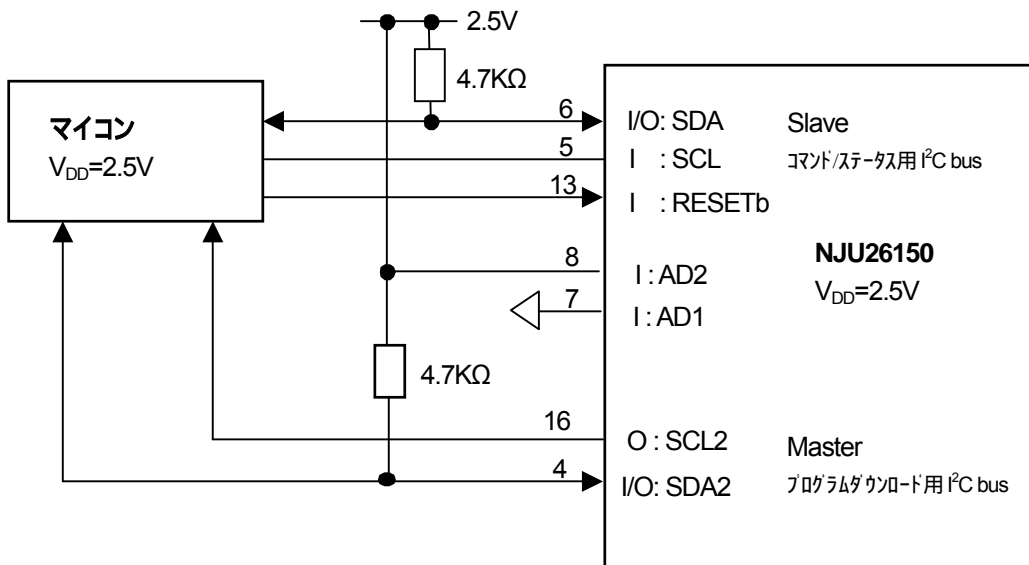 2.5V
4.7KΩ
マイコン
VDD=2.5V
6
5
13
8
7
4.7KΩ
16
4
I/O: SDA
Slave
I : SCL
ｺﾏﾝﾄﾞ/ｽﾃｰﾀｽ用 I²C bus
I : RESETb
NJU26150
VDD=2.5V
I : AD2
I : AD1
O : SCL2
Master
I/O: SDA2
ﾌﾟﾛｸﾞﾗﾑﾀﾞｳﾝﾛｰﾄﾞ用 I²C bus